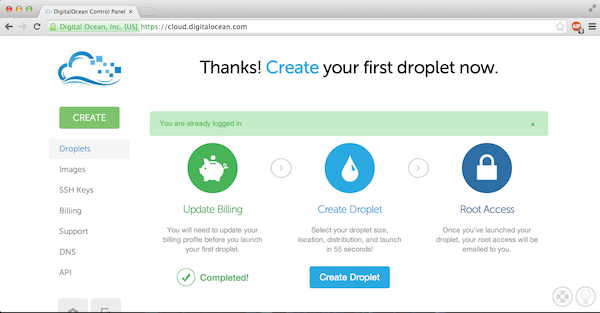 DigitalOcean Control Panel
Digital Ocean, Inc. [US] https://cloud.digitalocean.com
Thanks! Create your first droplet now.
CREATE
You are already logged in ×
Droplets
Images
SSH Keys
Billing
Support
DNS
API
Update Billing
You will need to update your
billing profile before you launch
your first droplet.
Completed!
Create Droplet
Select your droplet size,
location, distribution, and launch
in 55 seconds!
Create Droplet
Root Access
Once you've launched your
droplet, your root access will be
emailed to you.